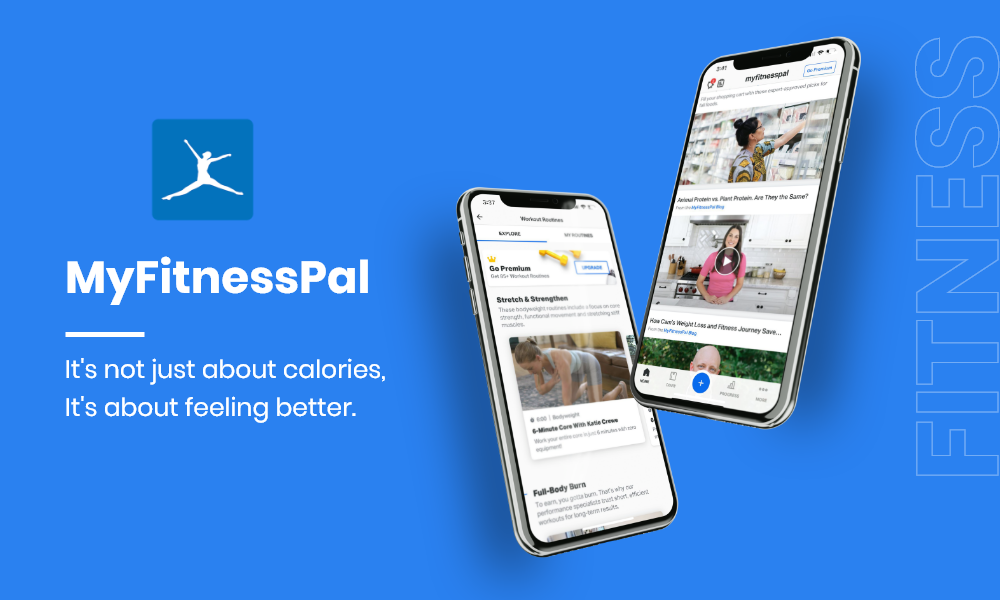 MyFitnessPal
It's not just about calories,
It's about feeling better.
3:37
Workout Routines
EXPLORE
MY ROUTINES
Go Premium
Get 85+ Workout Routines
UPGRADE
Stretch & Strengthen
These bodyweight routines include a focus on core
strength, functional movement and stretching stiff
muscles.
6:00 | Bodyweight
6-Minute Core With Katie Crewe
Work your entire core in just 6 minutes with zero
equipment!
Full-Body Burn
To earn, you gotta burn. That's why our
performance specialists trust short, efficient
workouts for long-term results.
3:41
myfitnesspal
Go Premium
Fill your shopping cart with these expert-approved picks for
fall foods.
Animal Protein vs. Plant Protein. Are They the Same?
From the MyFitnessPal Blog
How Cam's Weight Loss and Fitness Journey Save...
From the MyFitnessPal Blog
HOME
DIARY
PROGRESS
MORE
FITNESS